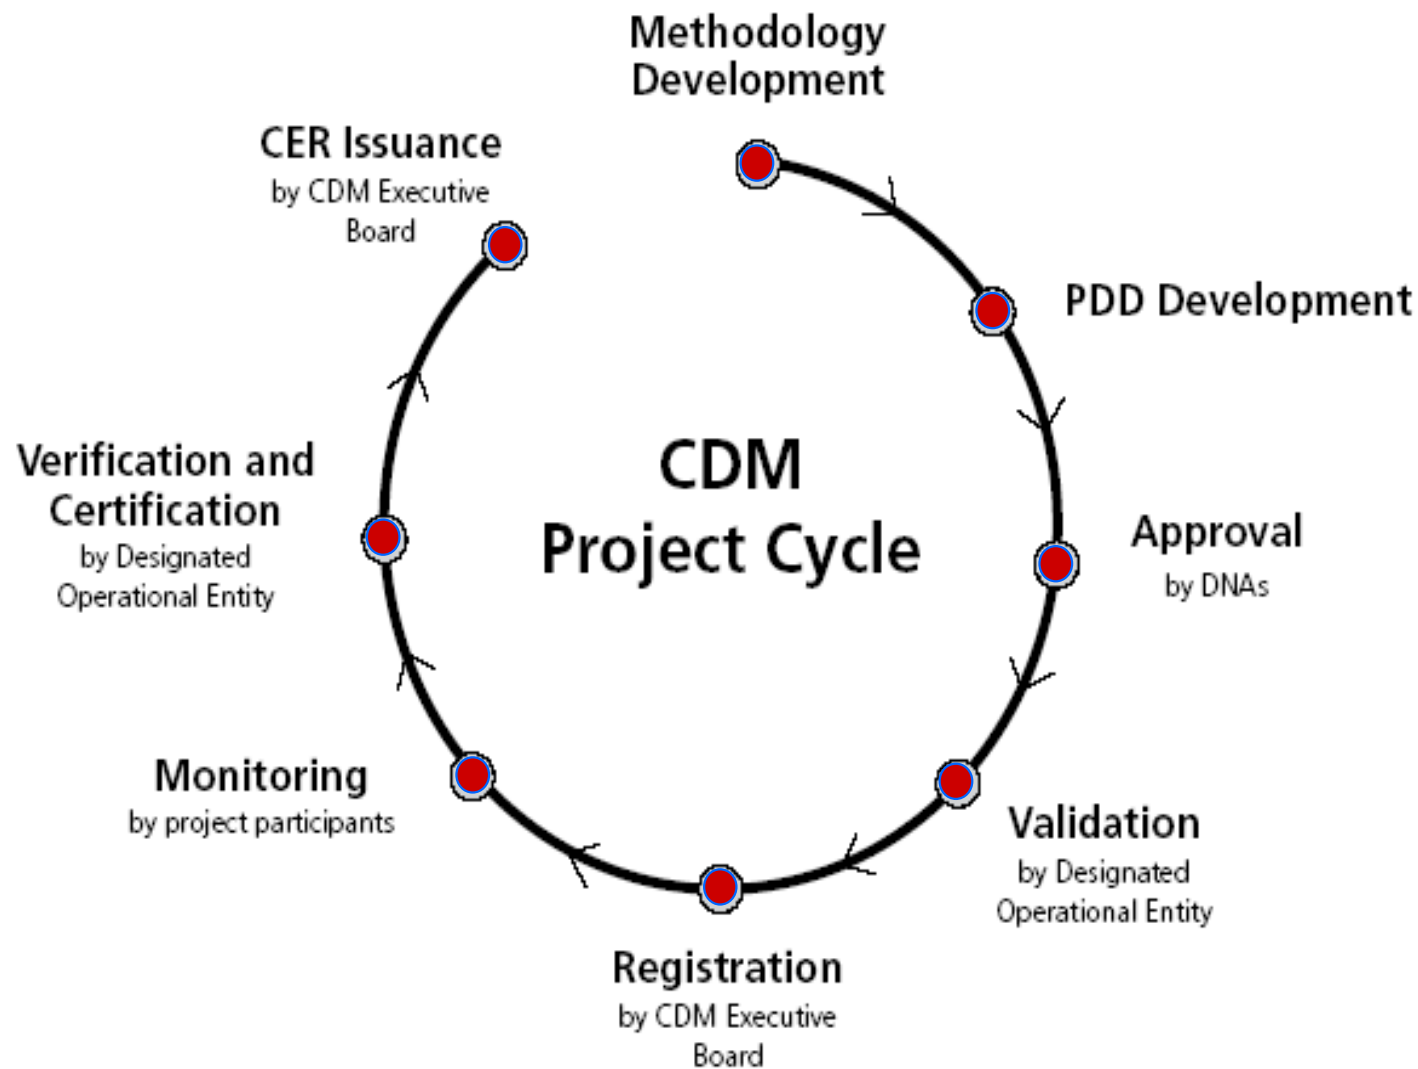 Methodology
Development
PDD Development
Approval
by DNAs
Validation
by Designated
Operational Entity
Registration
by CDM Executive
Board
Monitoring
by project participants
Verification and
Certification
by Designated
Operational Entity
CER Issuance
by CDM Executive
Board
CDM
Project Cycle